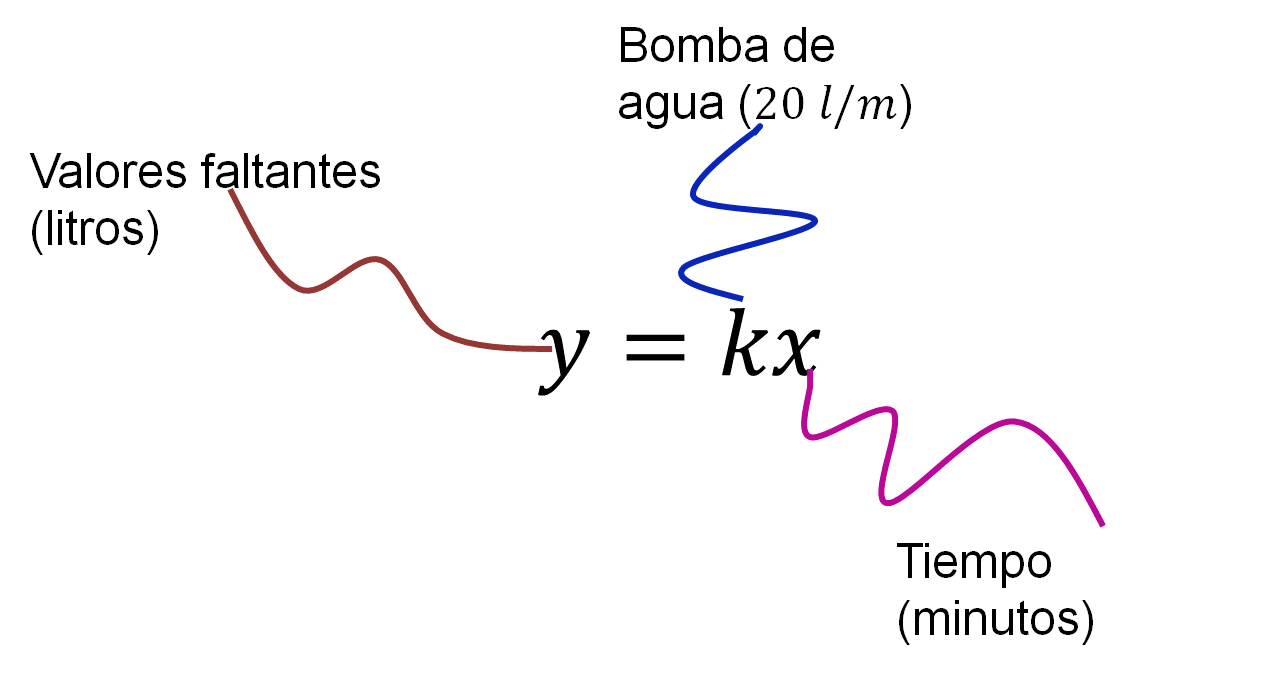 Bomba de
agua (20 l/m)
Valores faltantes
(litros)
y = kx
Tiempo
(minutos)